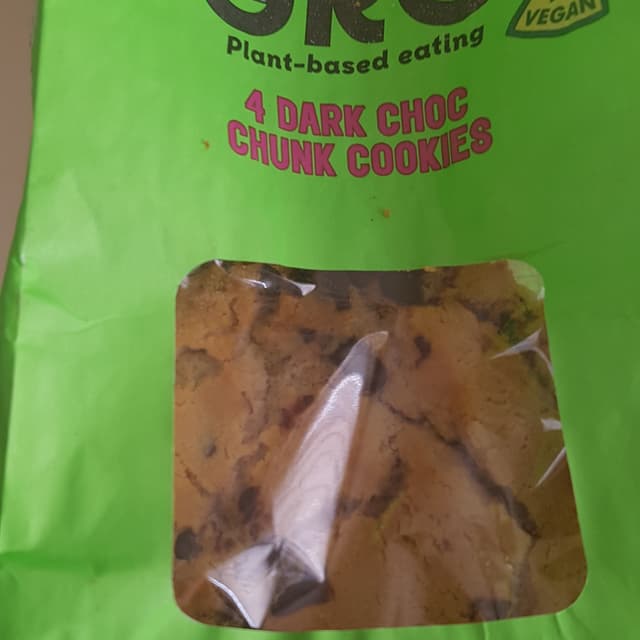 VEGAN
Plant-based eating
4 DARK CHOC
CHUNK COOKIES